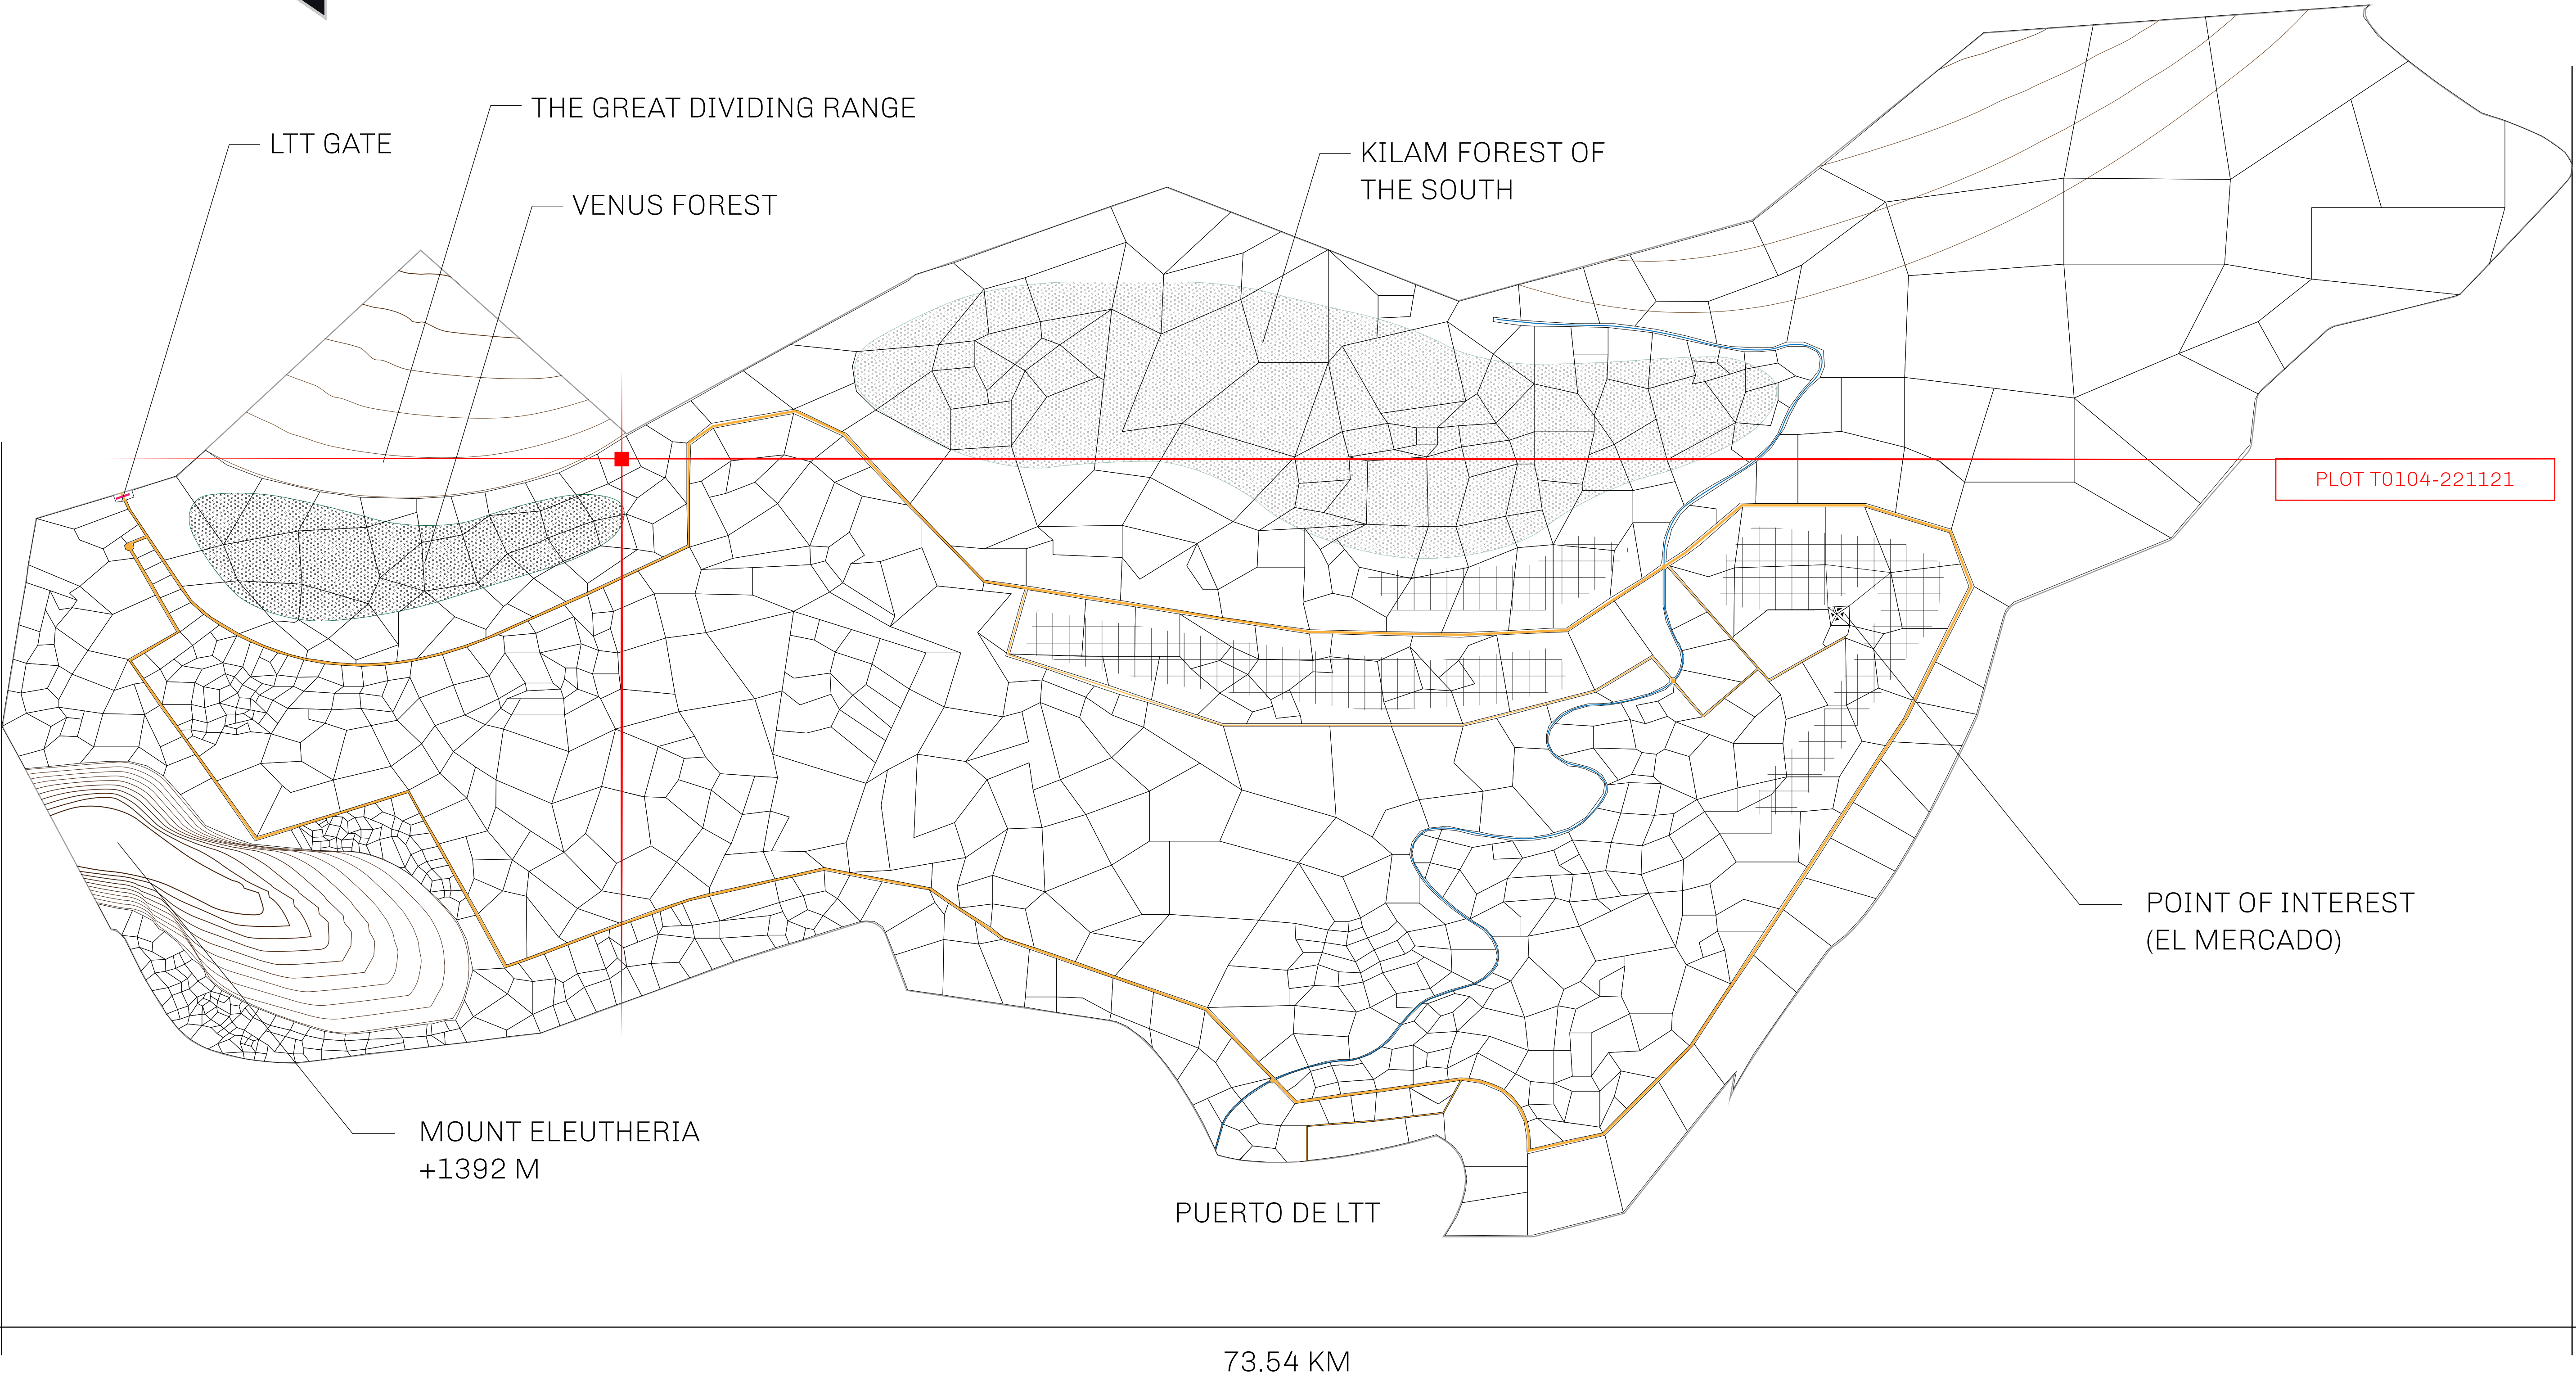 THE GREAT DIVIDING RANGE
LTT GATE
VENUS FOREST
KILAM FOREST OF
THE SOUTH
PLOT T0104-221121
POINT OF INTEREST
(EL MERCADO)
MOUNT ELEUTHERIA
+1392 M
PUERTO DE LTT
73.54 KM